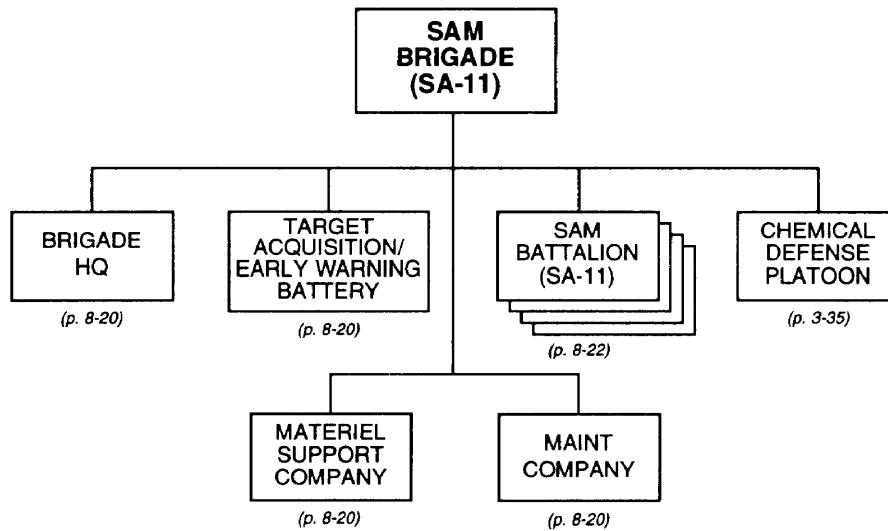 SAM
BRIGADE
(SA-11)
BRIGADE
HQ
(p. 8-20)
TARGET
ACQUISITION/
EARLY WARNING
BATTERY
(p. 8-20)
SAM
BATTALION
(SA-11)
(p. 8-22)
CHEMICAL
DEFENSE
PLATOON
(p. 3-35)
MATERIEL
SUPPORT
COMPANY
(p. 8-20)
MAINT
COMPANY
(p. 8-20)